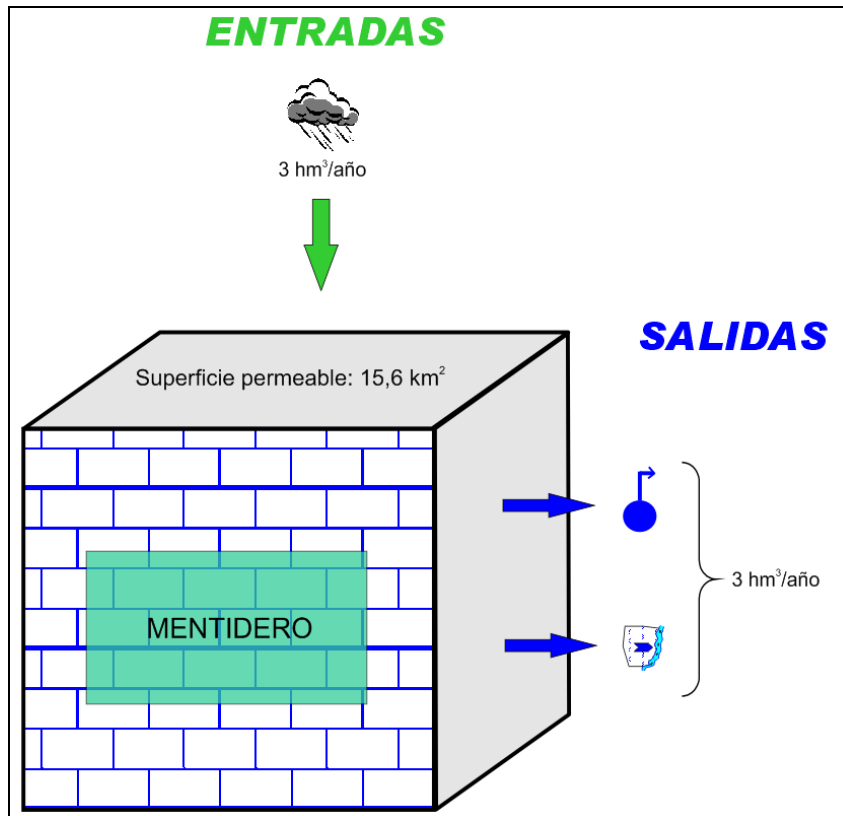 ENTRADAS
3 hm³/año
SALIDAS
Superficie permeable: 15,6 km²
3 hm³/año
MENTIDERO